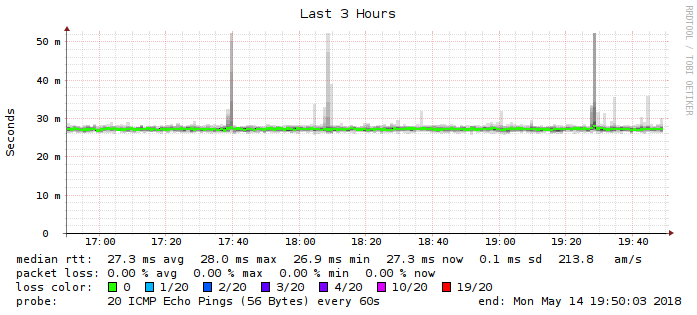 Last 3 Hours
RRDTOOL / TOBI OETIKER
Seconds
50 m
40 m
30 m
20 m
10 m
0
17:00 17:20 17:40 18:00 18:20 18:40 19:00 19:20 19:40
median rtt: 27.3 ms avg 28.0 ms max 26.9 ms min 27.3 ms now 0.1 ms sd 213.8 am/s
packet loss: 0.00 % avg 0.00 % max 0.00 % min 0.00 % now
loss color: 0 1/20 2/20 3/20 4/20 10/20 19/20
probe: 20 ICMP Echo Pings (56 Bytes) every 60s end: Mon May 14 19:50:03 2018